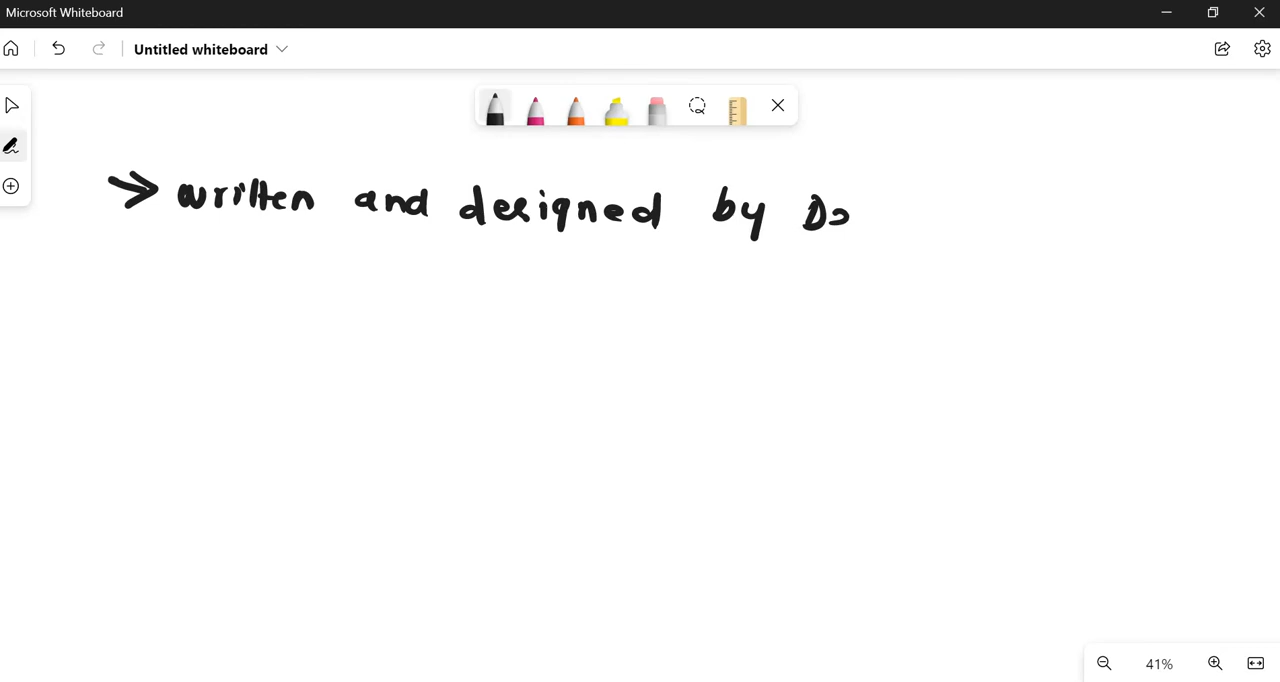 Microsoft Whiteboard
Untitled whiteboard
→ written and designed by
41%